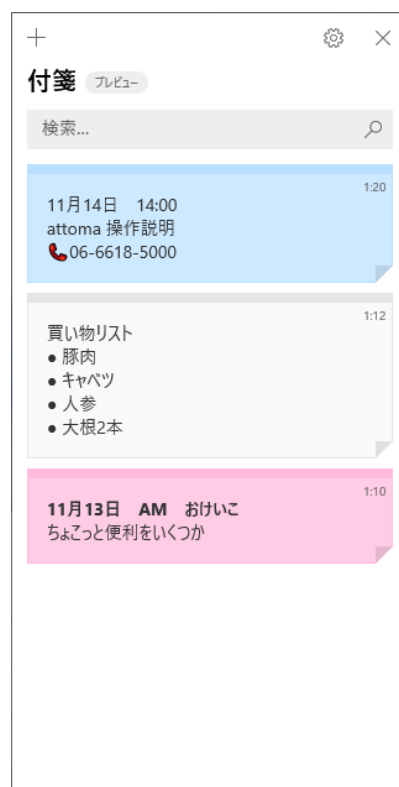 付箋 プレビュー
検索...
1:20
11月14日　14:00
attoma 操作説明
📞06-6618-5000
1:12
買い物リスト
● 豚肉
● キャベツ
● 人参
● 大根2本
1:10
11月13日　AM　おけいこ
ちょこっと便利をいくつか